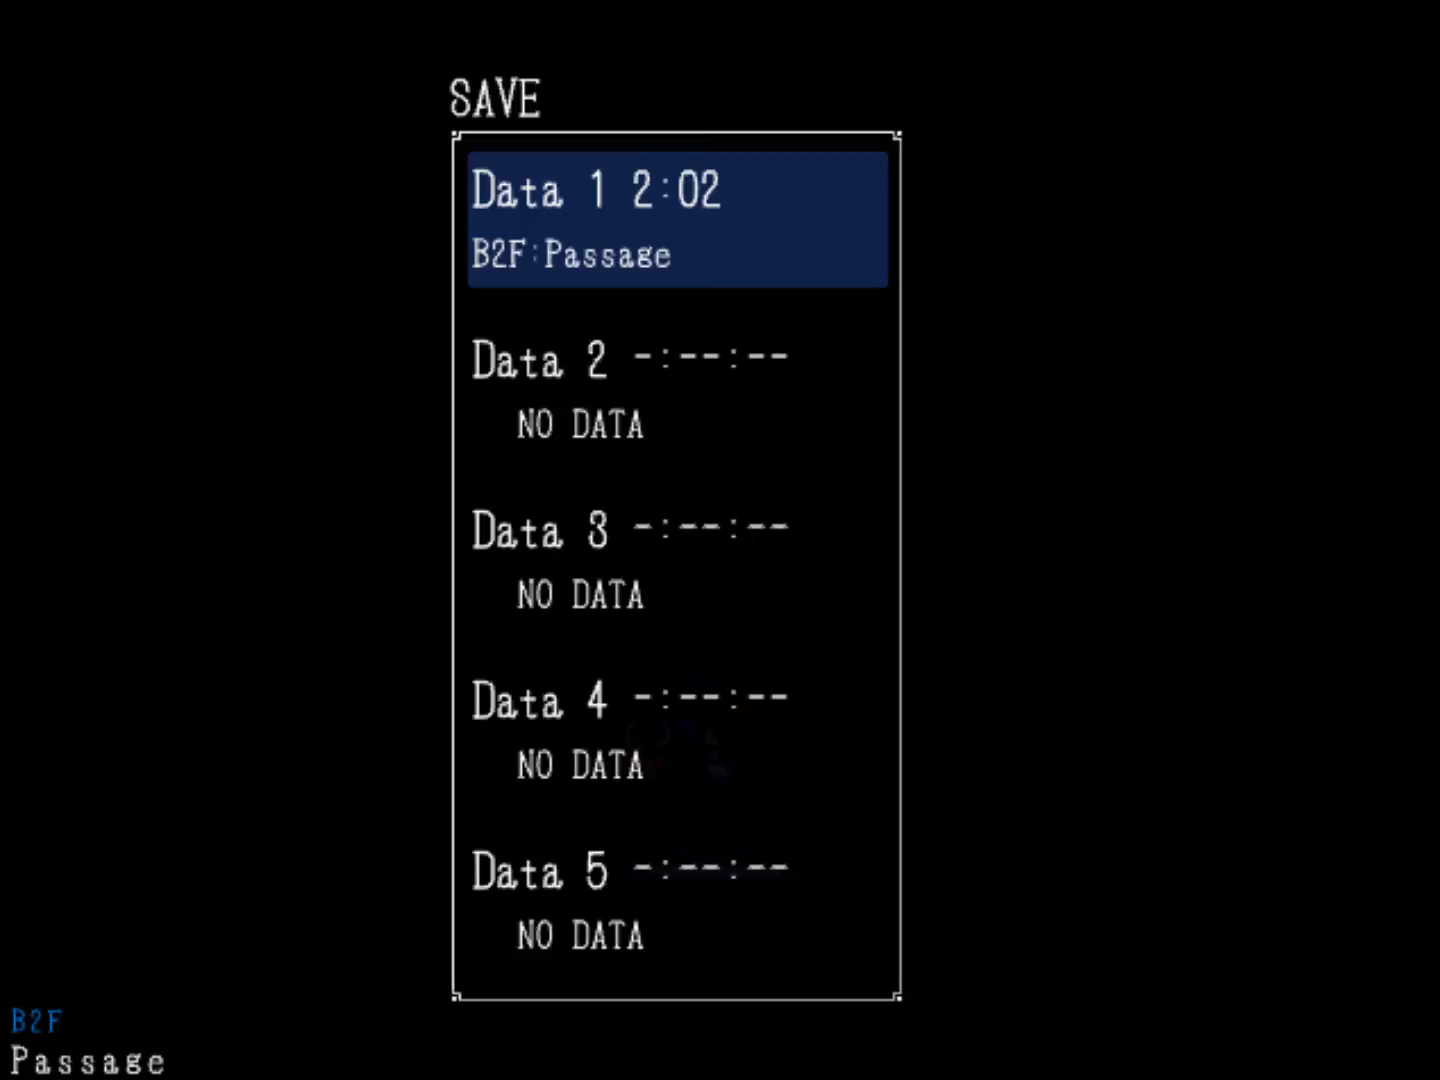 SAVE
Data 1 2:02
B2F:Passage
Data 2 -:--:--
NO DATA
Data 3 -:--:--
NO DATA
Data 4 -:--:--
NO DATA
Data 5 -:--:--
NO DATA
B2F
Passage